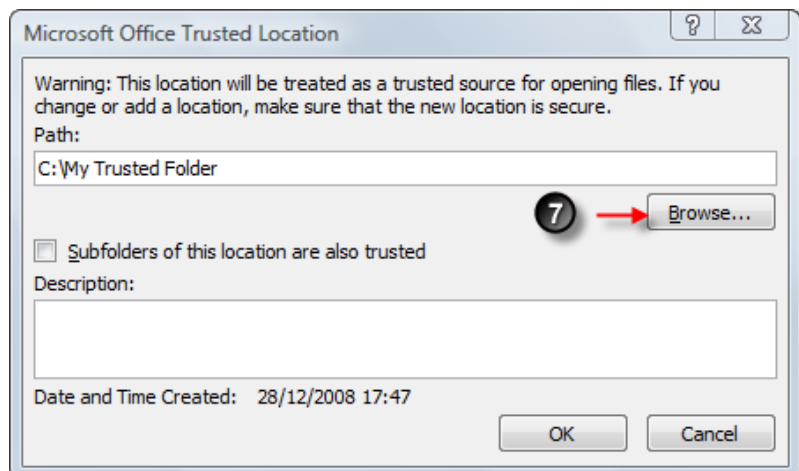 Microsoft Office Trusted Location
?
Warning: This location will be treated as a trusted source for opening files. If you
change or add a location, make sure that the new location is secure.
Path:
C:\My Trusted Folder
7
Browse...
Subfolders of this location are also trusted
Description:
Date and Time Created: 28/12/2008 17:47
OK Cancel